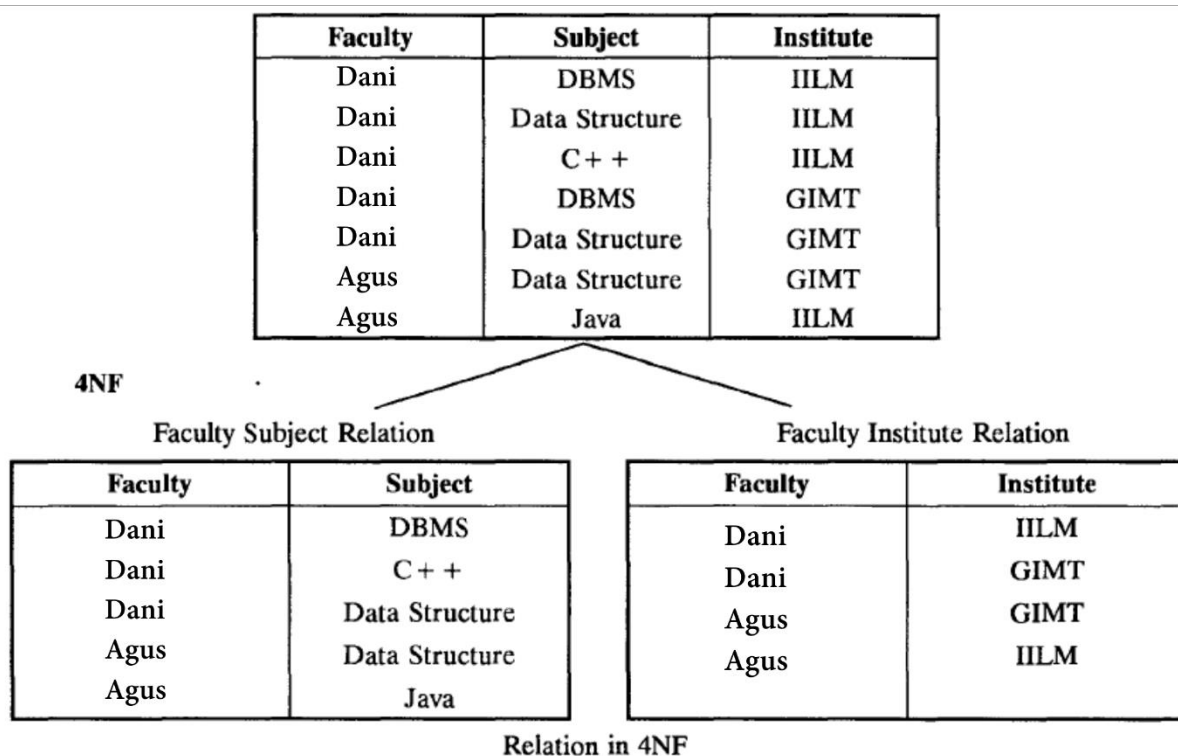 Faculty Subject Institute
Dani DBMS IILM
Dani Data Structure IILM
Dani C + + IILM
Dani DBMS GIMT
Dani Data Structure GIMT
Agus Data Structure GIMT
Agus Java IILM
4NF
Faculty Subject Relation
Faculty Subject
Dani DBMS
Dani C + +
Dani Data Structure
Agus Data Structure
Agus Java
Faculty Institute Relation
Faculty Institute
Dani IILM
Dani GIMT
Agus GIMT
Agus IILM
Relation in 4NF